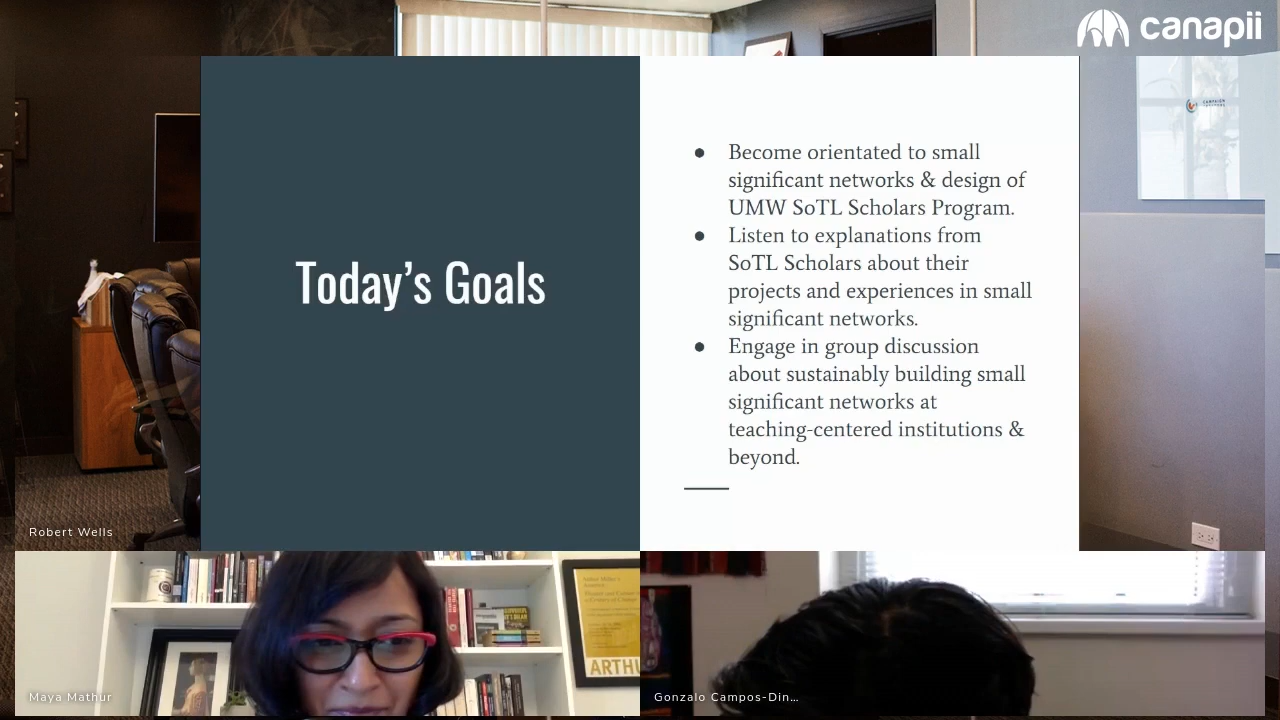 canapii
Today's Goals
● Become orientated to small
significant networks & design of
UMW SoTL Scholars Program.
● Listen to explanations from
SoTL Scholars about their
projects and experiences in small
significant networks.
● Engage in group discussion
about sustainably building small
significant networks at
teaching-centered institutions &
beyond.
Robert Wells
Maya Mathur
Gonzalo Campos-Din...
ARTHU